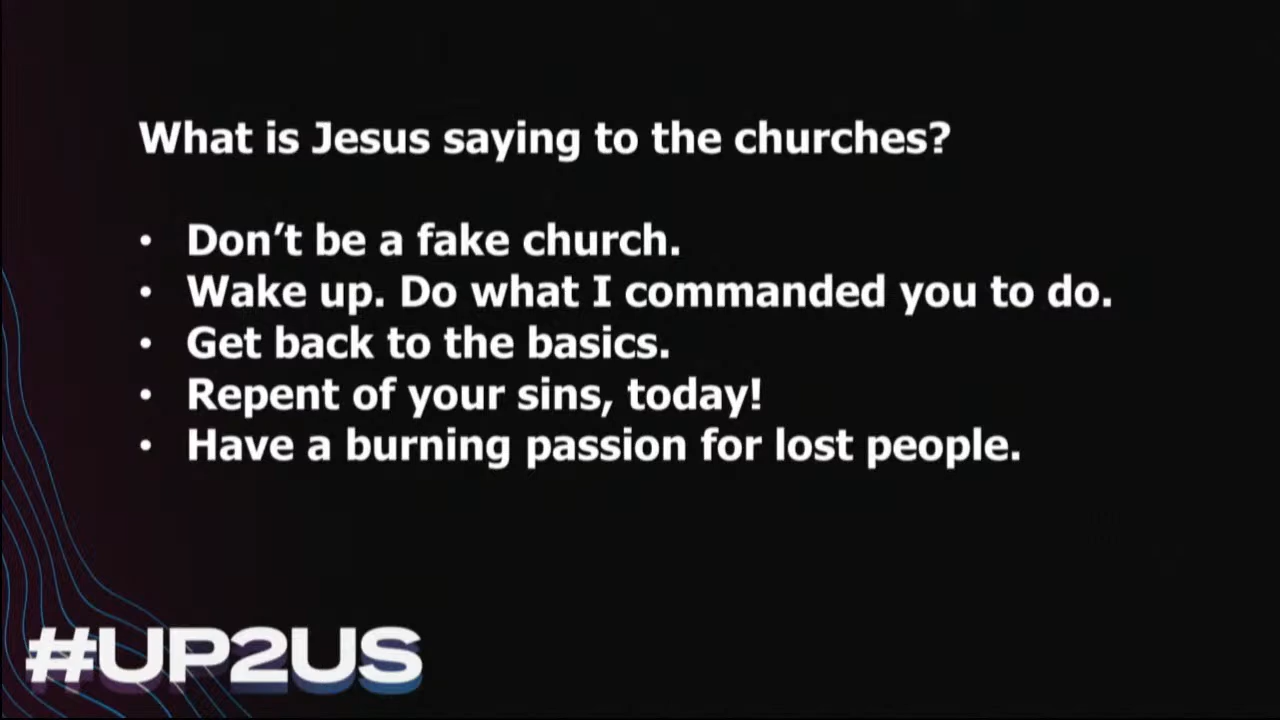 What is Jesus saying to the churches?
• Don’t be a fake church.
• Wake up. Do what I commanded you to do.
• Get back to the basics.
• Repent of your sins, today!
• Have a burning passion for lost people.
#UP2US